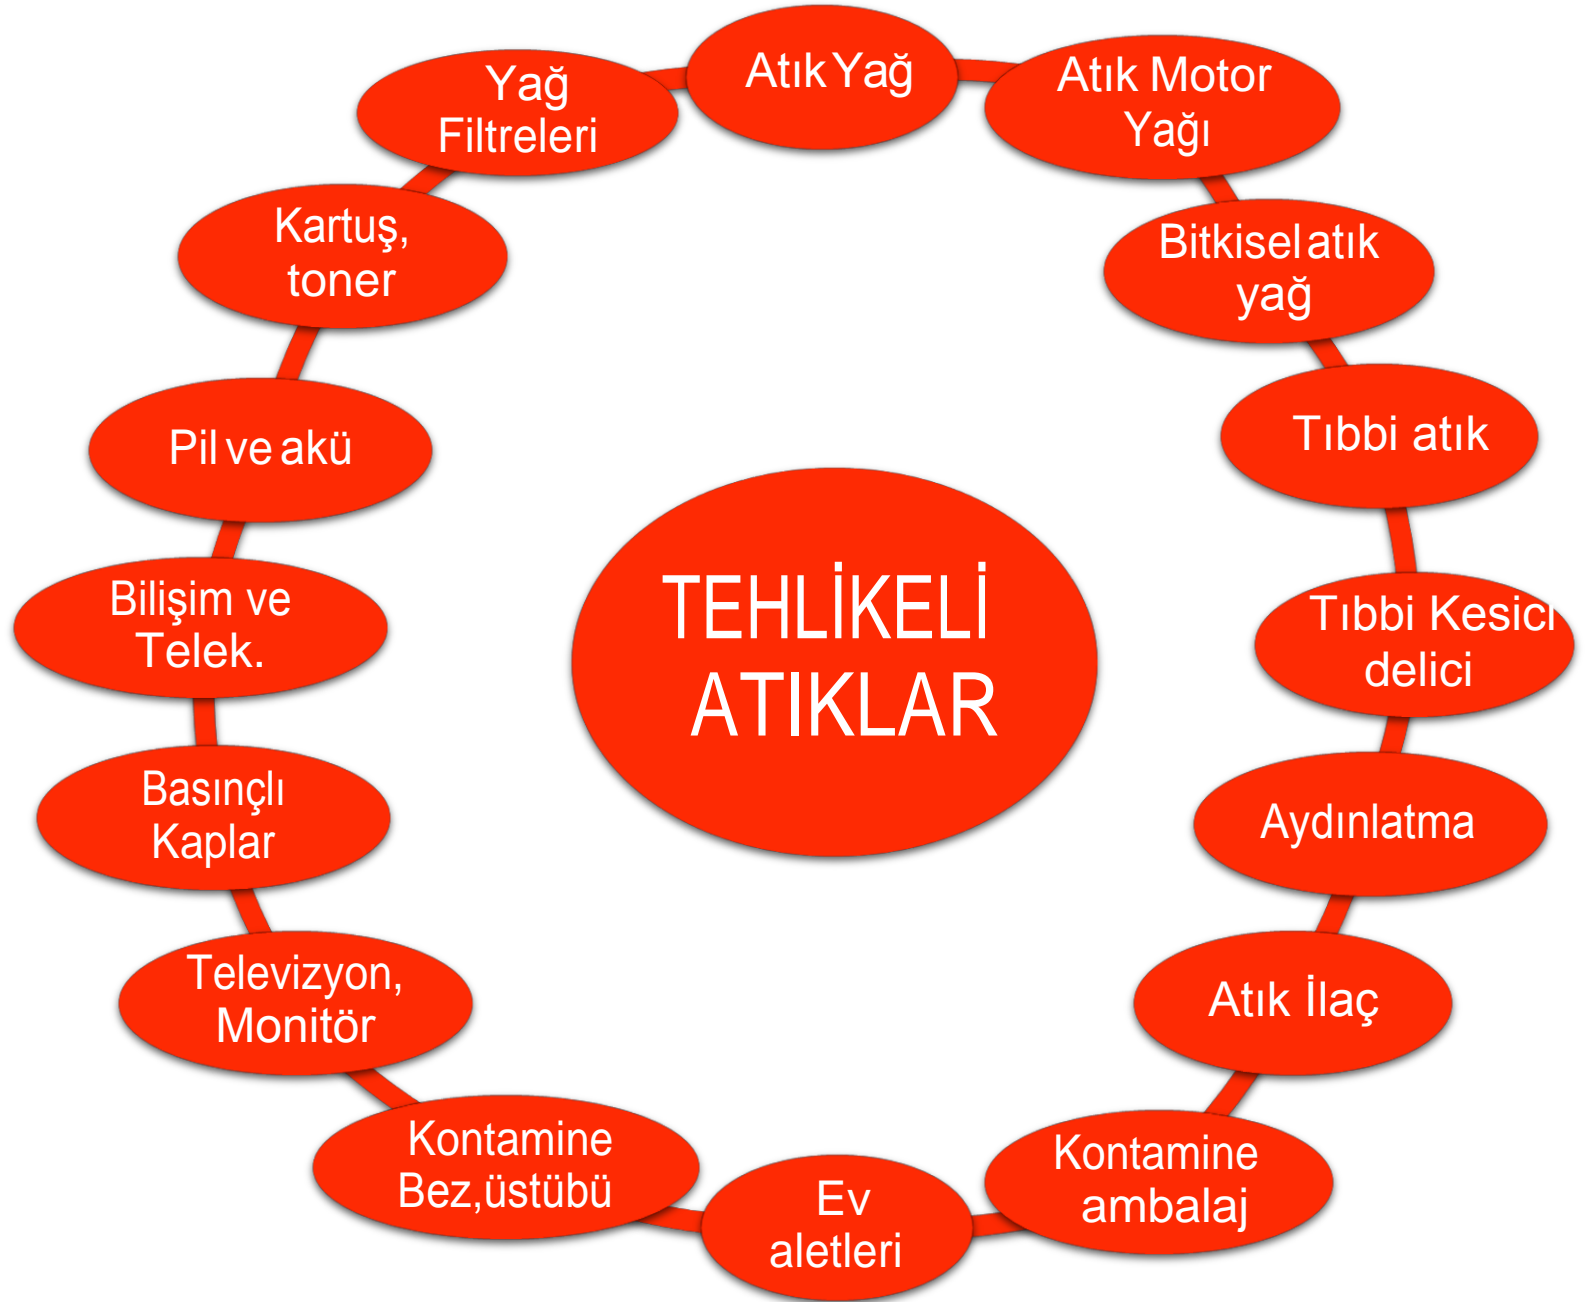 Atık Yağ
Atık Motor
Yağı
Bitkisel atık
yağ
Tıbbi atık
Tıbbi Kesici
delici
Aydınlatma
Atık İlaç
Kontamine
ambalaj
Ev
aletleri
Kontamine
Bez,üstübü
Televizyon,
Monitör
Basınçlı
Kaplar
Bilişim ve
Telek.
Pil ve akü
Kartuş,
toner
Yağ
Filtreleri
TEHLİKELİ
ATIKLAR